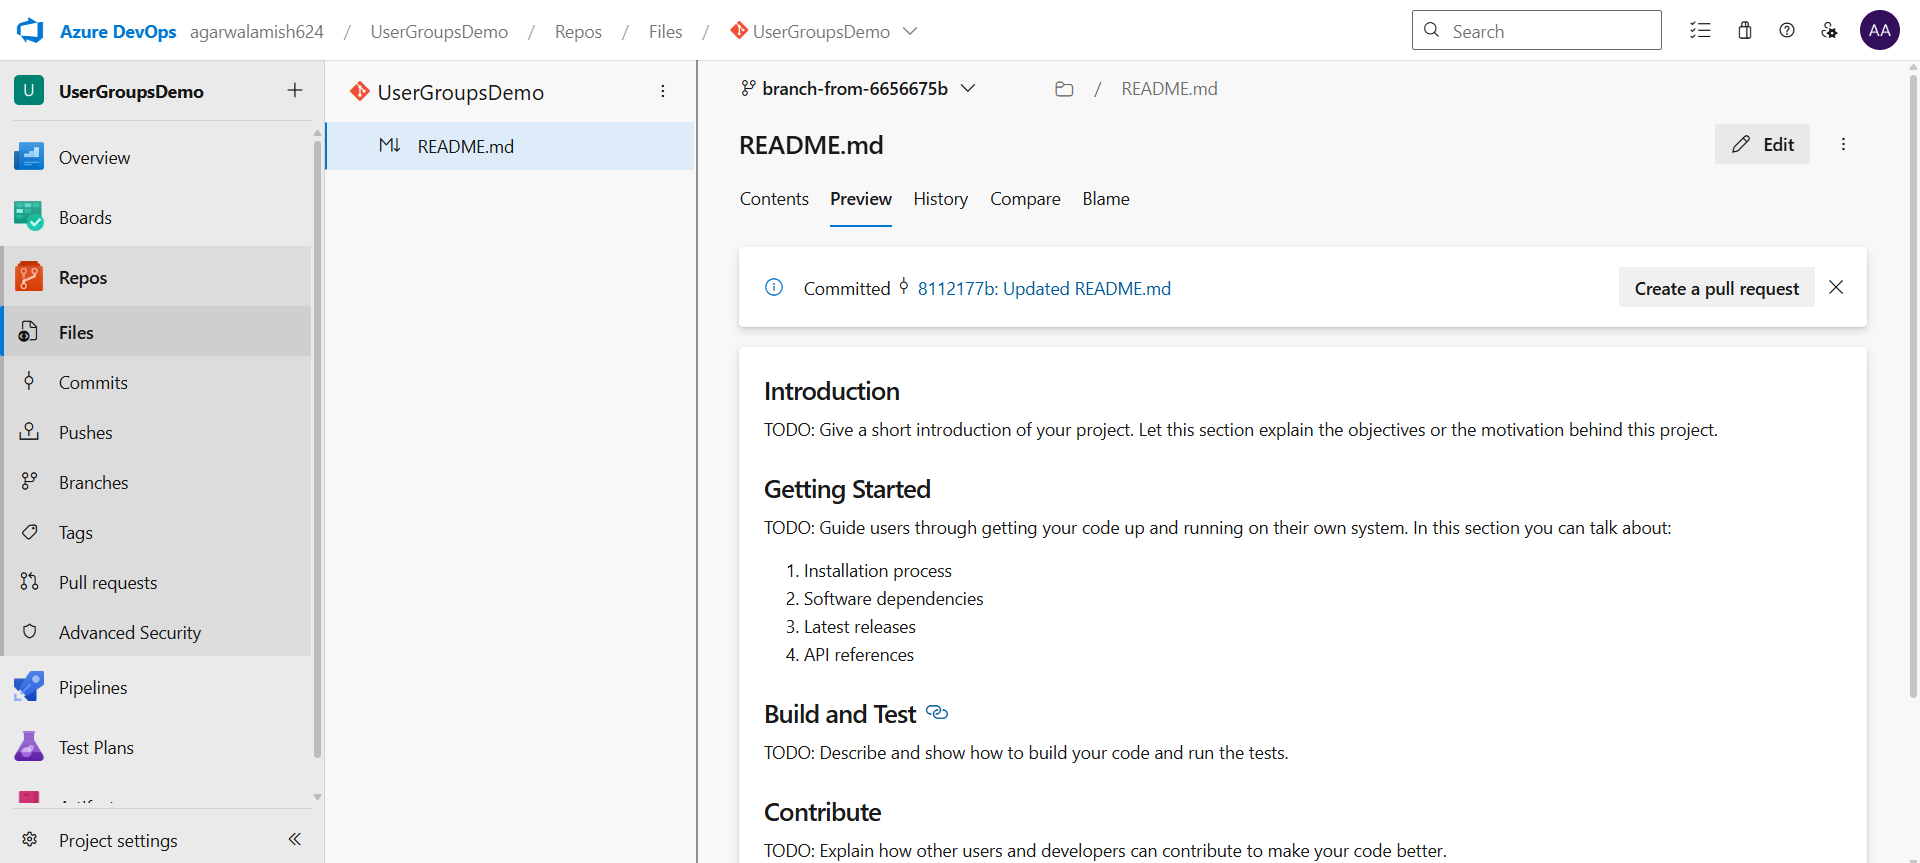 Azure DevOps agarwalamish624 / UserGroupsDemo / Repos / Files / UserGroupsDemo
Search
AA
U UserGroupsDemo
Overview
Boards
Repos
Files
Commits
Pushes
Branches
Tags
Pull requests
Advanced Security
Pipelines
Test Plans
Project settings
UserGroupsDemo
README.md
branch-from-6656675b
/ README.md
README.md
Edit
Contents Preview History Compare Blame
Committed 8112177b: Updated README.md
Create a pull request
Introduction
TODO: Give a short introduction of your project. Let this section explain the objectives or the motivation behind this project.
Getting Started
TODO: Guide users through getting your code up and running on their own system. In this section you can talk about:
1. Installation process
2. Software dependencies
3. Latest releases
4. API references
Build and Test
TODO: Describe and show how to build your code and run the tests.
Contribute
TODO: Explain how other users and developers can contribute to make your code better.